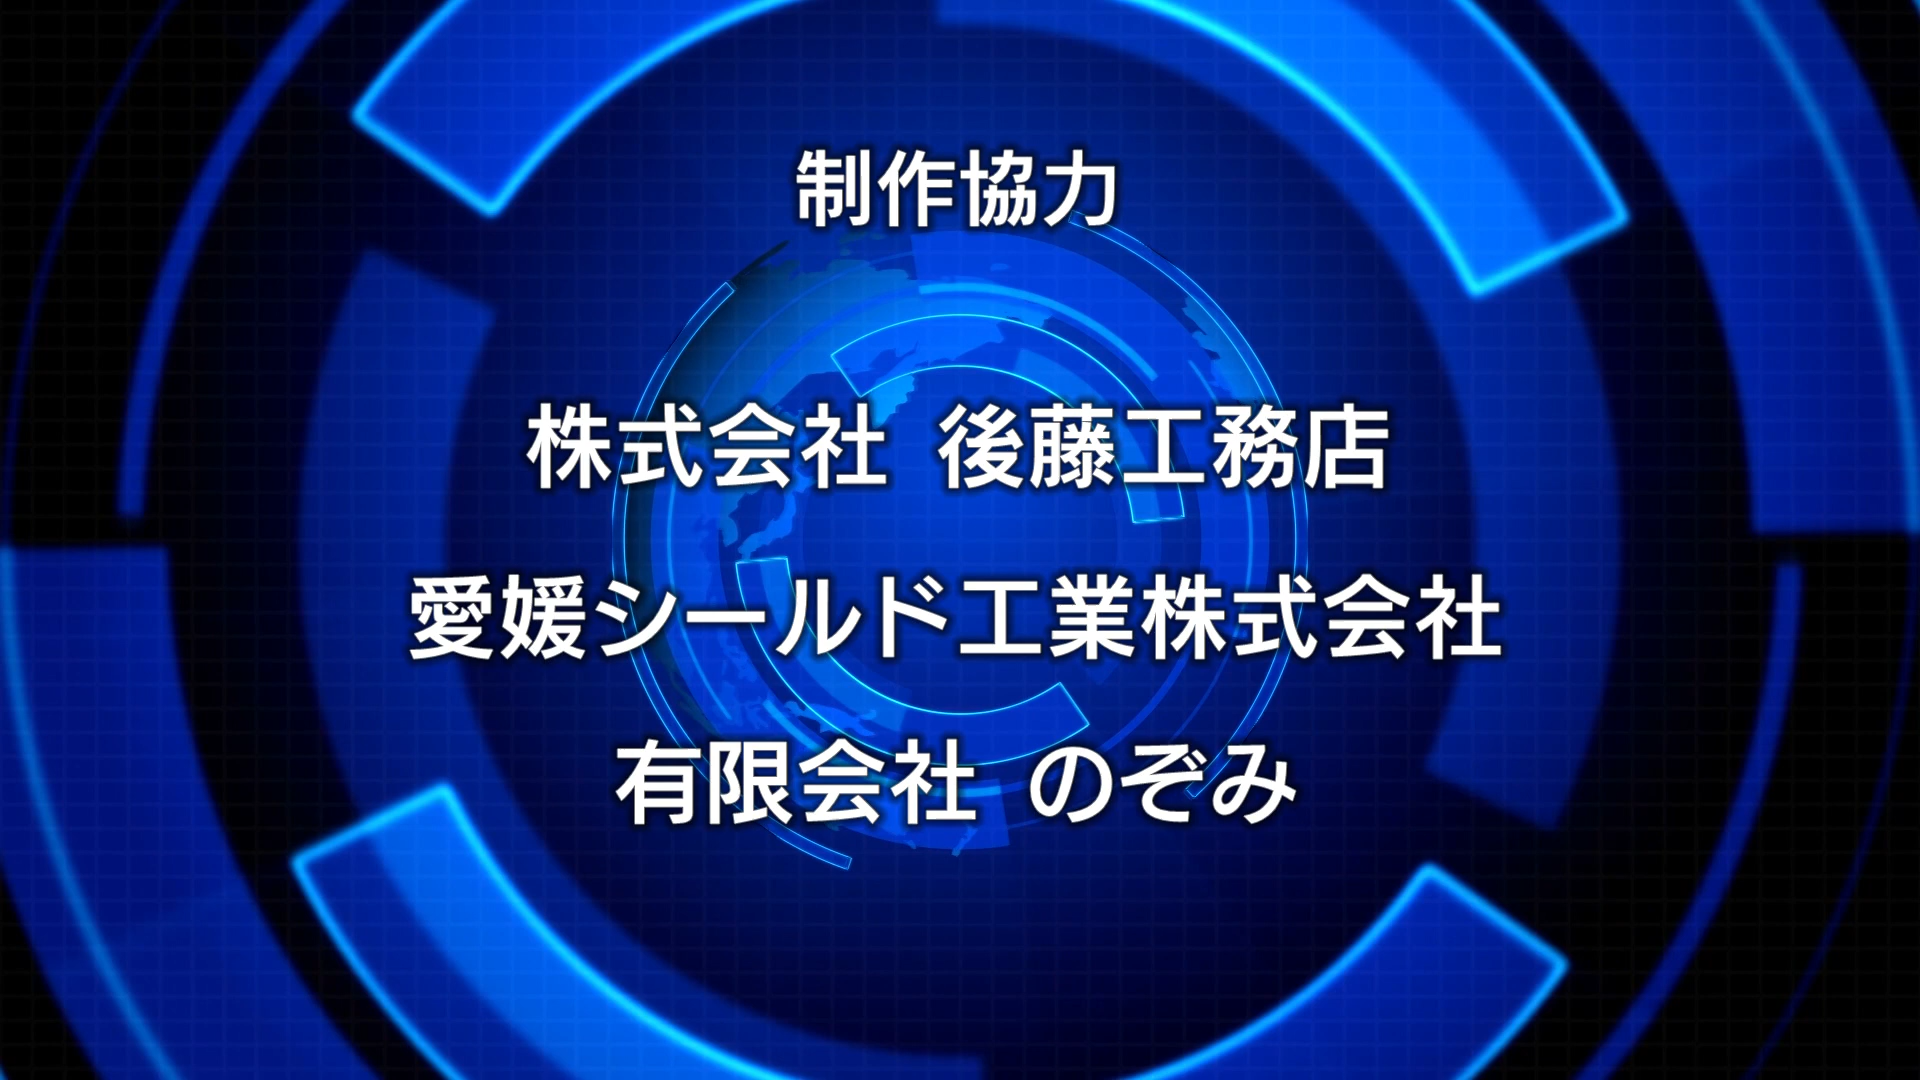 制作協力
株式会社 後藤工務店
愛媛シールド工業株式会社
有限会社 のぞみ